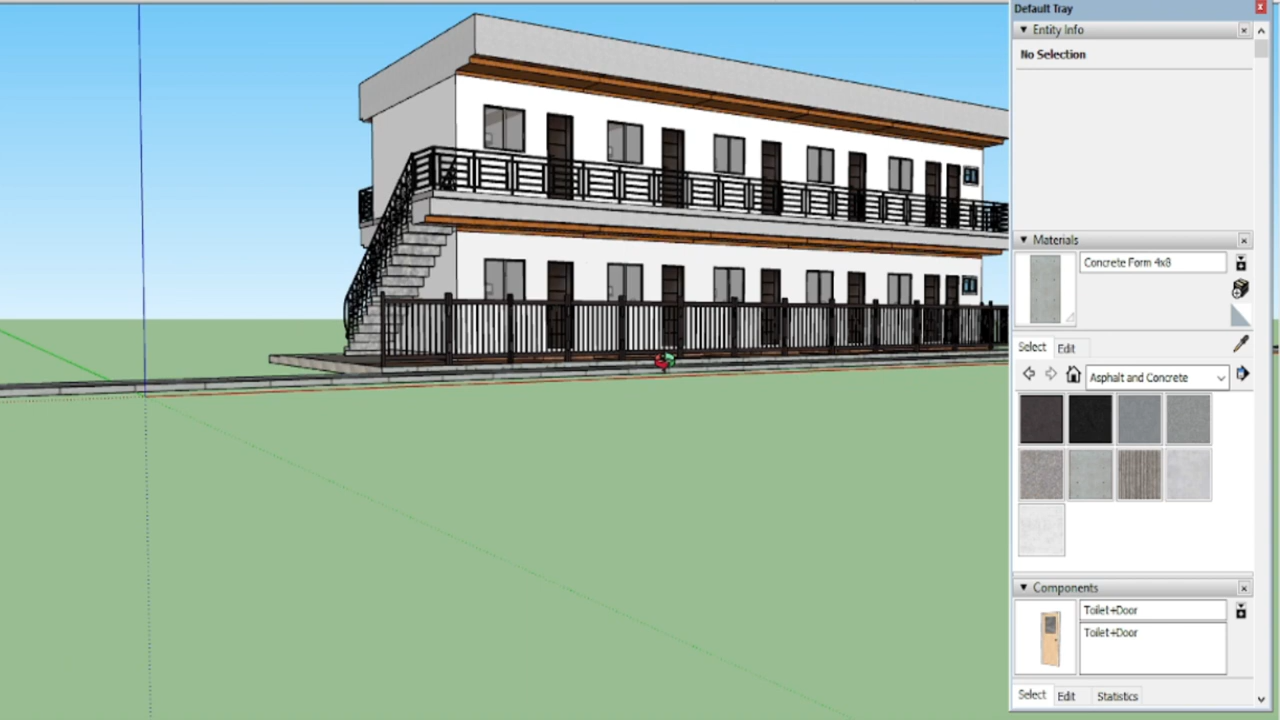 Default Tray
Entity Info
No Selection
Materials
Concrete Form 4x8
Select Edit
Asphalt and Concrete
Components
Toilet+Door
Toilet+Door
Select Edit Statistics